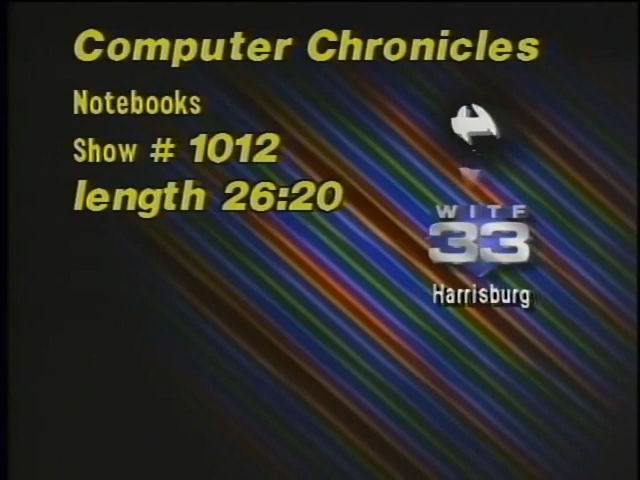 Computer Chronicles
Notebooks
Show # 1012
length 26:20
WITF
33
Harrisburg